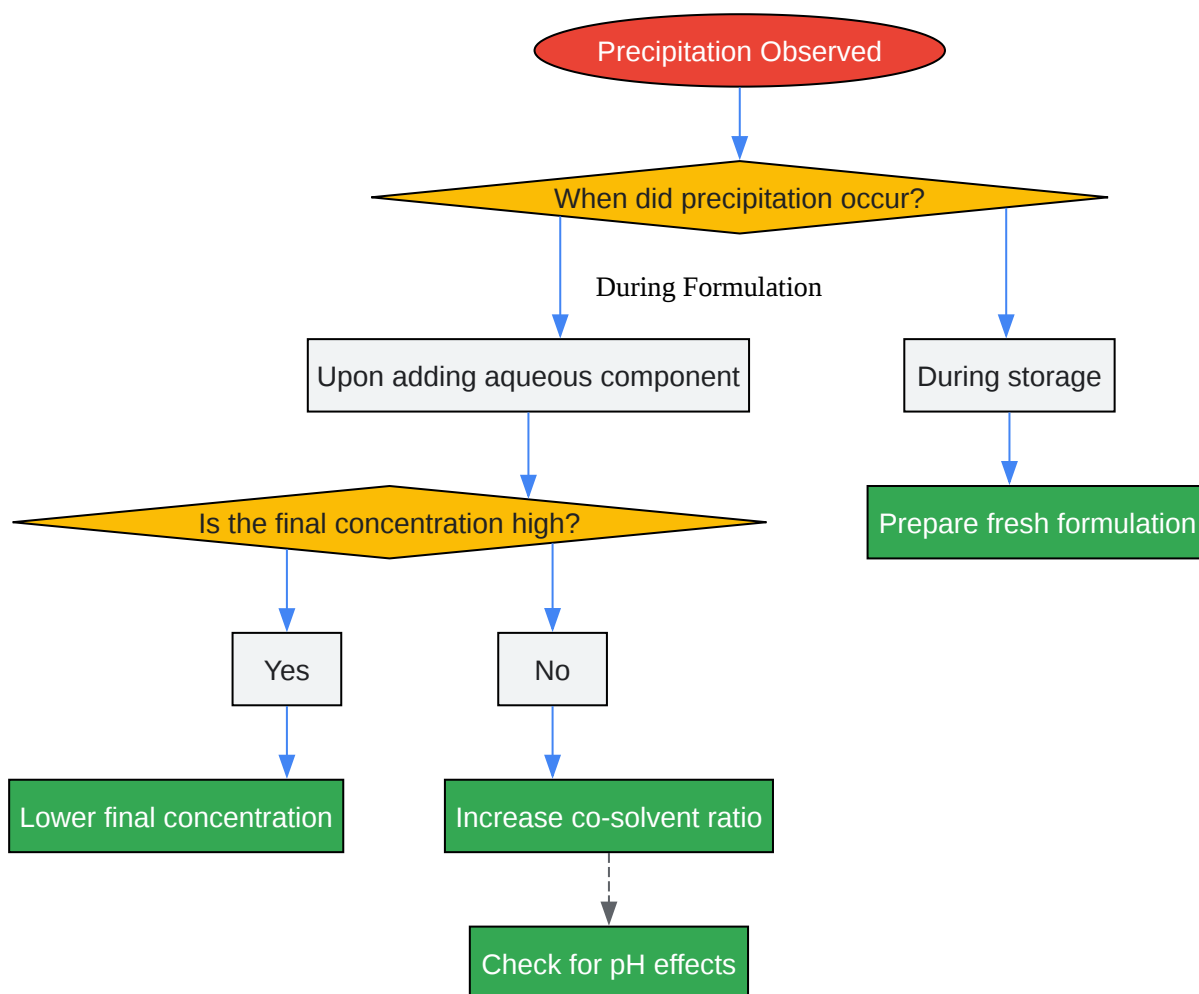 Precipitation Observed
When did precipitation occur?
During Formulation
Upon adding aqueous component
During storage
Is the final concentration high?
Prepare fresh formulation
Yes
No
Lower final concentration
Increase co-solvent ratio
Check for pH effects